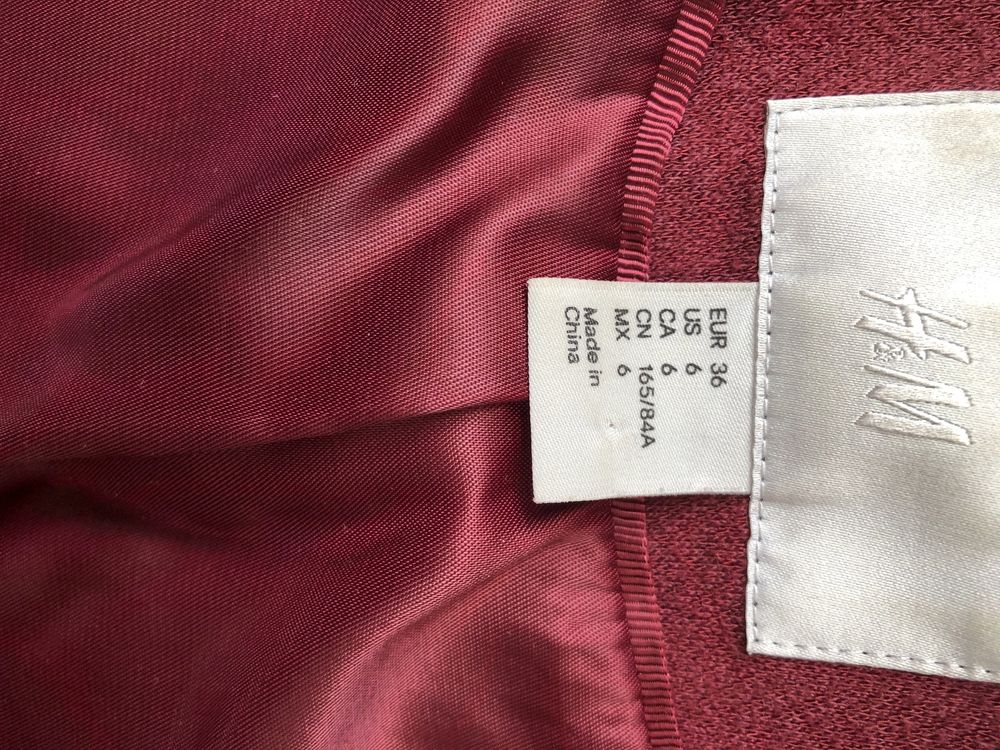 H&M
EUR 36
US 6
CA 6
CN 165/84A
MX 6
Made in
China